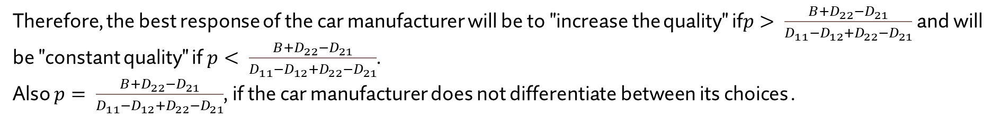 Therefore, the best response of the car manufacturer will be to "increase the quality" if p > \frac{B+D_{22}-D_{21}}{D_{11}-D_{12}+D_{22}-D_{21}} and will
be "constant quality" if p < \frac{B+D_{22}-D_{21}}{D_{11}-D_{12}+D_{22}-D_{21}}.
Also p = \frac{B+D_{22}-D_{21}}{D_{11}-D_{12}+D_{22}-D_{21}}, if the car manufacturer does not differentiate between its choices.